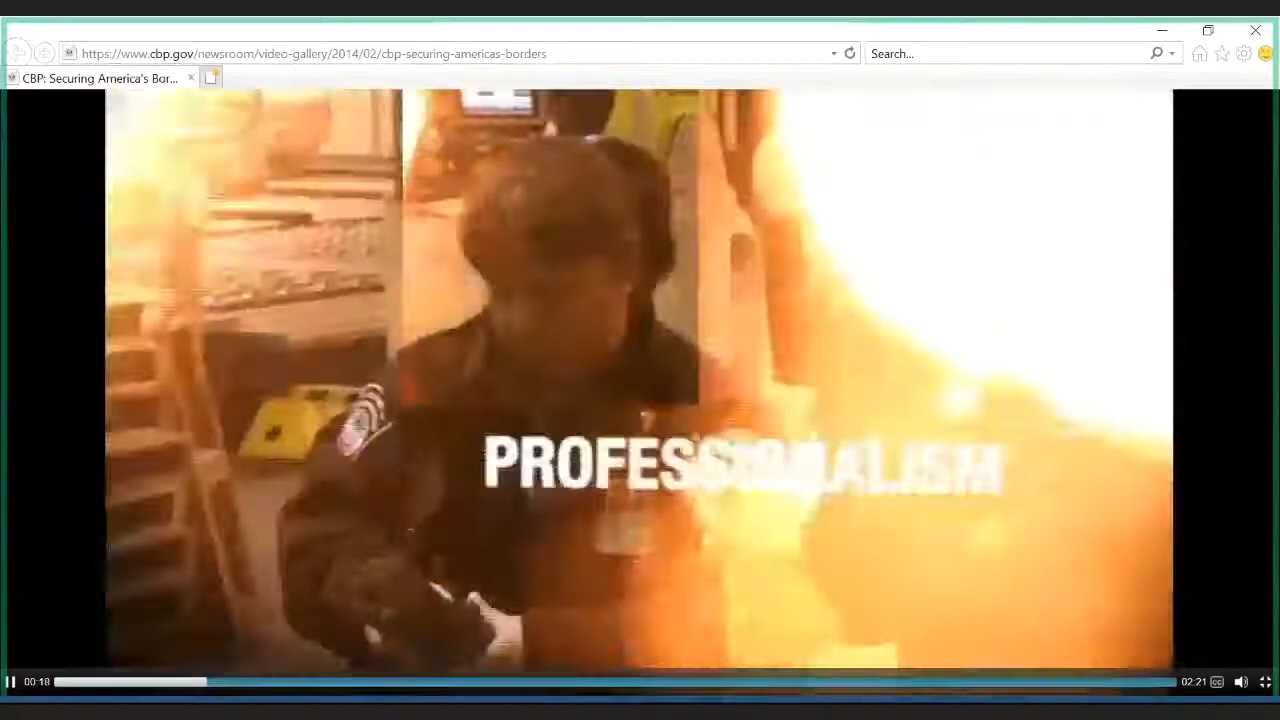 https://www.cbp.gov/newsroom/video-gallery/2014/02/cbp-securing-americas-borders
Search...
CBP: Securing America's Bor...
PROFESSIONALISM
00:18
02:21
CC